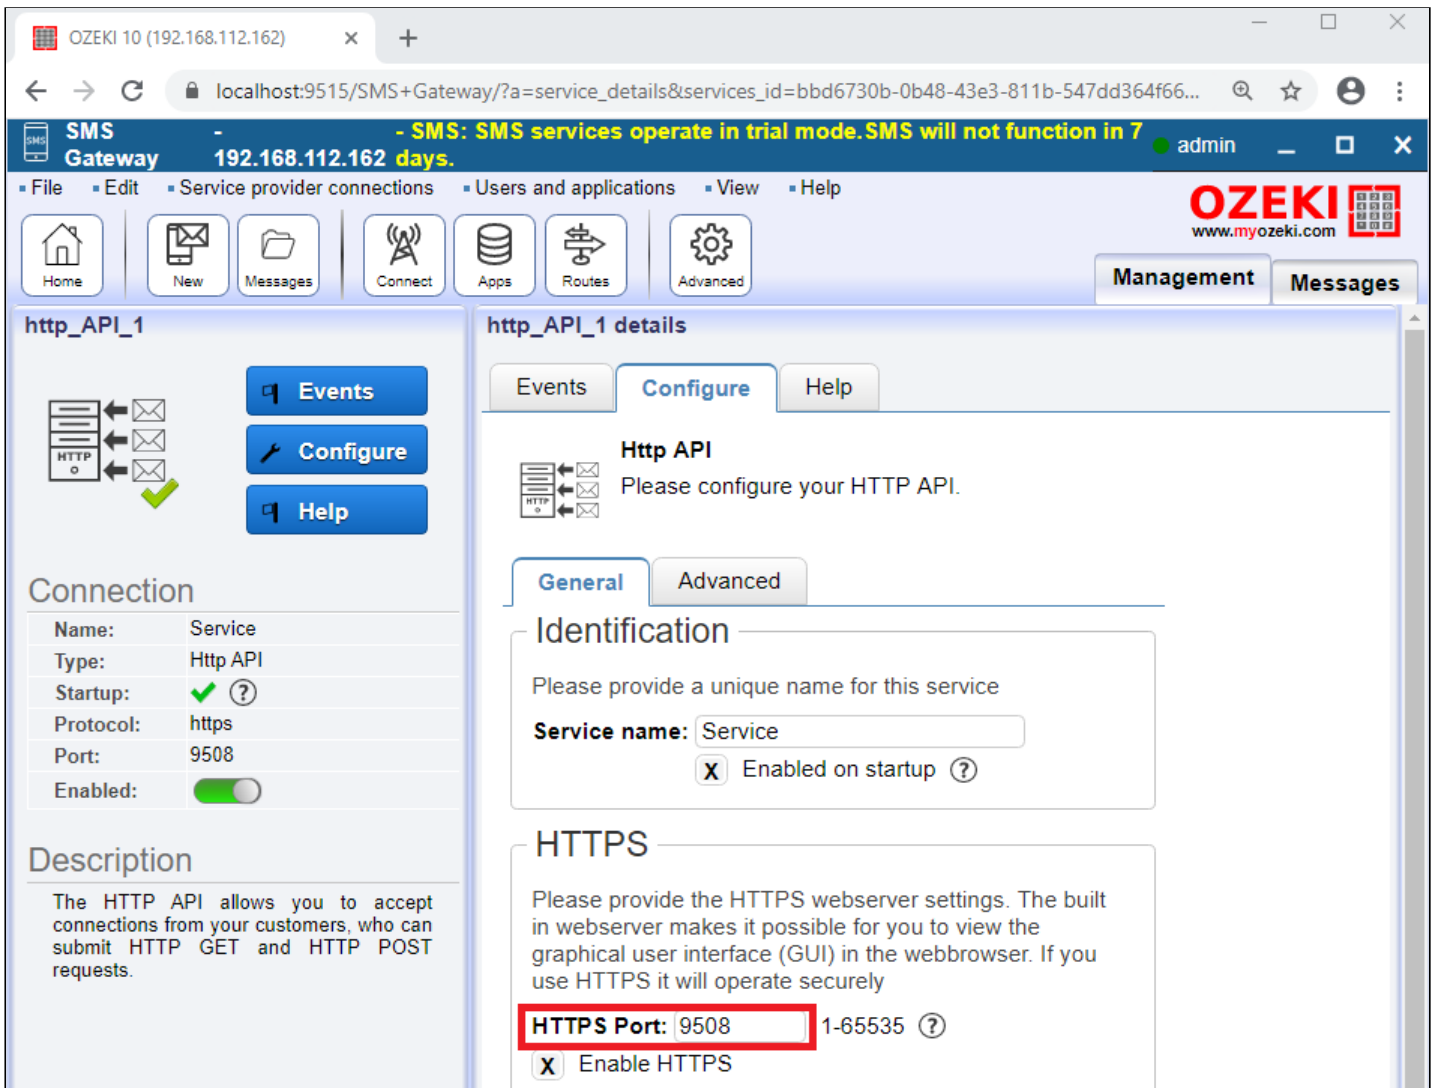 OZEKI 10 (192.168.112.162)
localhost:9515/SMS+Gateway/?a=service_details&services_id=bbd6730b-0b48-43e3-811b-547dd364f66...
SMS Gateway - 192.168.112.162 - SMS: SMS services operate in trial mode.SMS will not function in 7 days.
admin
File Edit Service provider connections Users and applications View Help
OZEKI
www.myozeki.com
Home New Messages Connect Apps Routes Advanced
Management Messages
http_API_1
Events
Configure
Help
HTTP
Connection
Name: Service
Type: Http API
Startup:
Protocol: https
Port: 9508
Enabled:
Description
The HTTP API allows you to accept
connections from your customers, who can
submit HTTP GET and HTTP POST
requests.
http_API_1 details
Events Configure Help
HTTP
Http API
Please configure your HTTP API.
General Advanced
Identification
Please provide a unique name for this service
Service name: Service
X Enabled on startup ?
HTTPS
Please provide the HTTPS webserver settings. The built
in webserver makes it possible for you to view the
graphical user interface (GUI) in the webbrowser. If you
use HTTPS it will operate securely
HTTPS Port: 9508 1-65535 ?
X Enable HTTPS